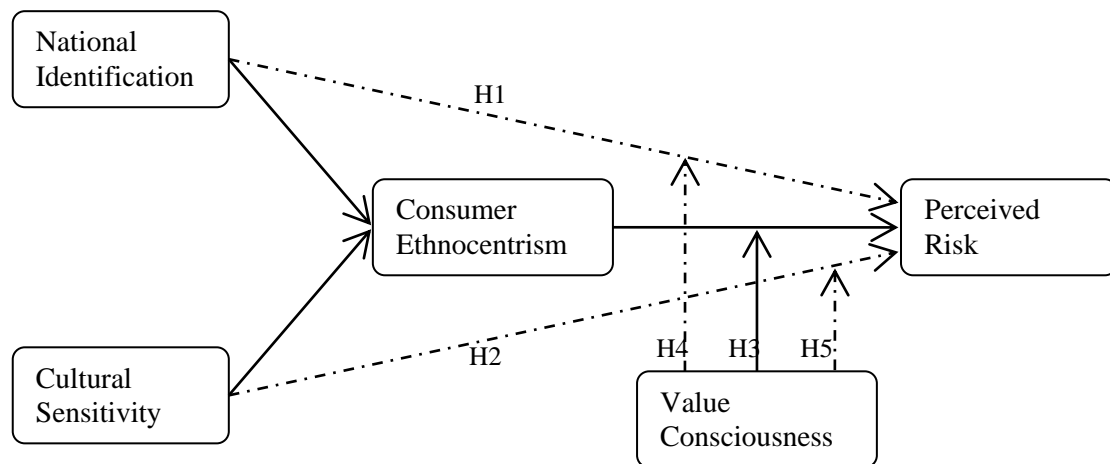 National
Identification
H1
Consumer
Ethnocentrism
Perceived
Risk
Cultural
Sensitivity
H2
H4
H3
H5
Value
Consciousness